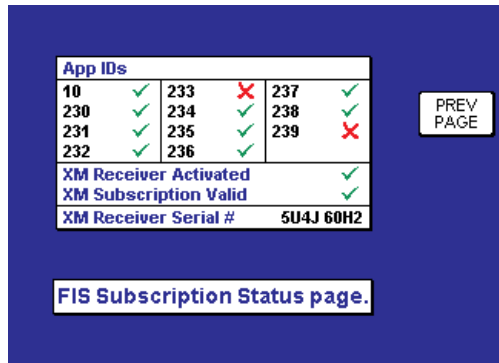 App IDs
10 233 237
230 234 238
231 235 239
232 236
XM Receiver Activated
XM Subscription Valid
XM Receiver Serial # 5U4J 60H2
PREV
PAGE
FIS Subscription Status page.